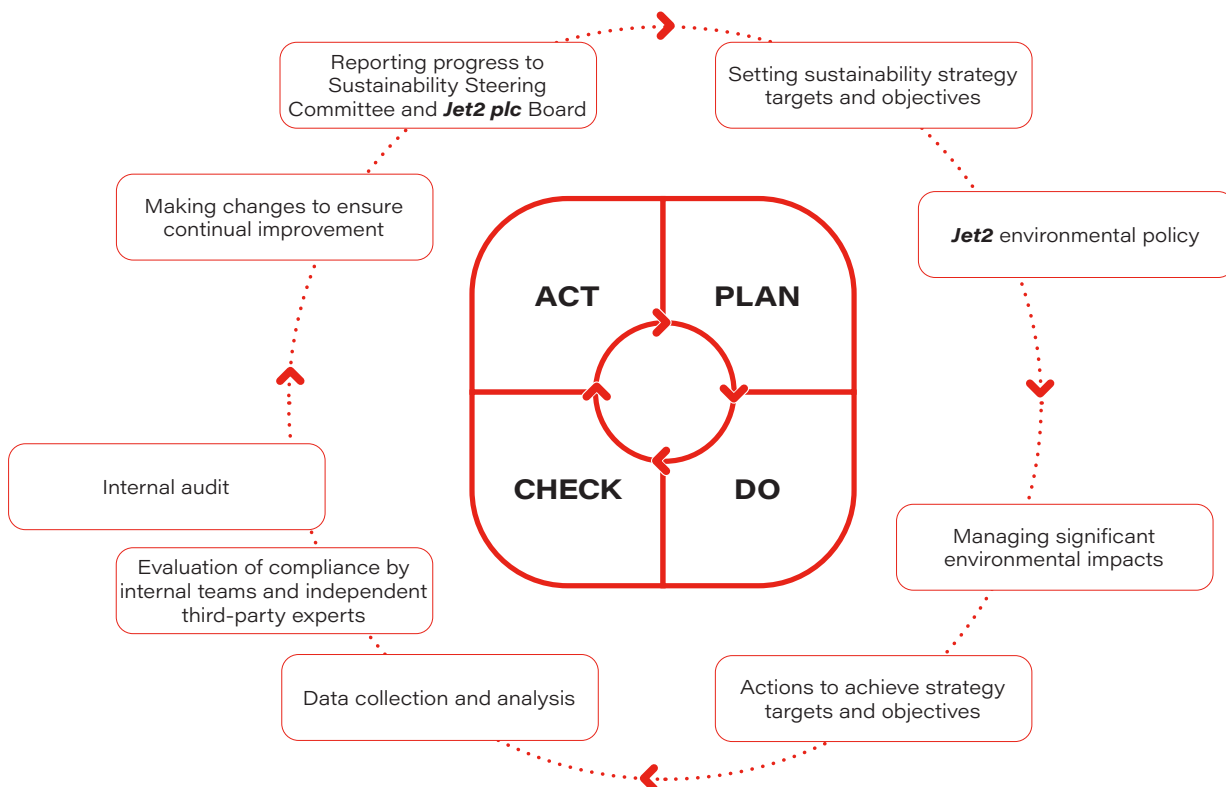 Reporting progress to
Sustainability Steering
Committee and Jet2 plc Board
Setting sustainability strategy
targets and objectives
Making changes to ensure
continual improvement
Jet2 environmental policy
ACT
PLAN
CHECK
DO
Internal audit
Managing significant
environmental impacts
Evaluation of compliance by
internal teams and independent
third-party experts
Data collection and analysis
Actions to achieve strategy
targets and objectives